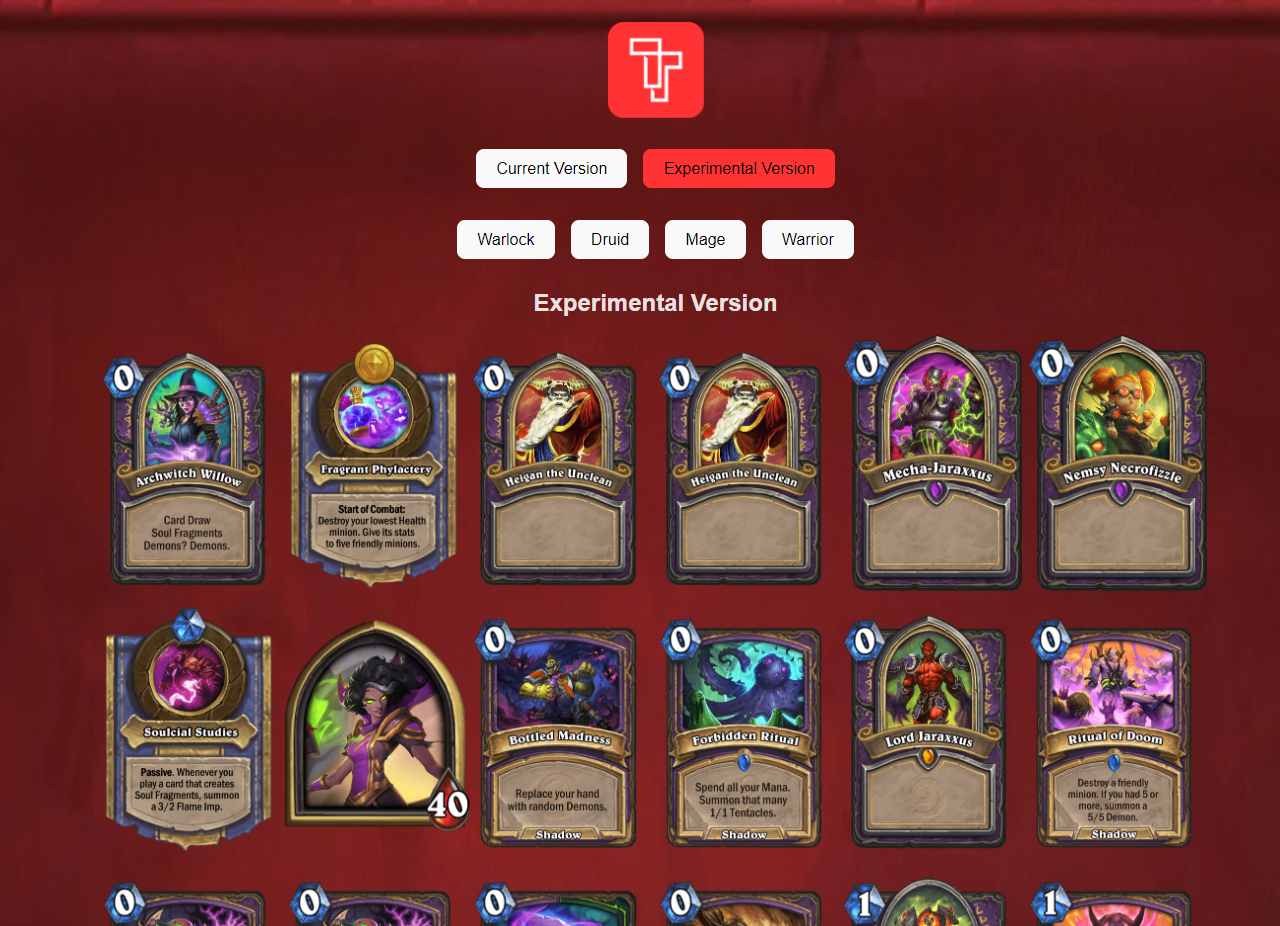 Current Version
Experimental Version
Warlock
Druid
Mage
Warrior
Experimental Version
0
Archwitch Willow
Card Draw
Soul Fragments
Demons? Demons.
Fragrant Phylactery
Start of Combat:
Destroy your lowest Health
minion. Give its stats
to five friendly minions.
0
Heigan the Unclean
0
Heigan the Unclean
0
Mecha-Jaraxxus
0
Nemsy Necrofizzle
Soulcial Studies
Passive. Whenever you
play a card that creates
Soul Fragments, summon
a 3/2 Flame Imp.
40
0
Bottled Madness
Replace your hand
with random Demons.
Shadow
0
Forbidden Ritual
Spend all your Mana.
Summon that many
1/1 Tentacles.
Shadow
0
Lord Jaraxxus
0
Ritual of Doom
Destroy a friendly
minion. If you had 5 or
more, summon a
5/5 Demon.
Shadow
0
0
0
0
1
1